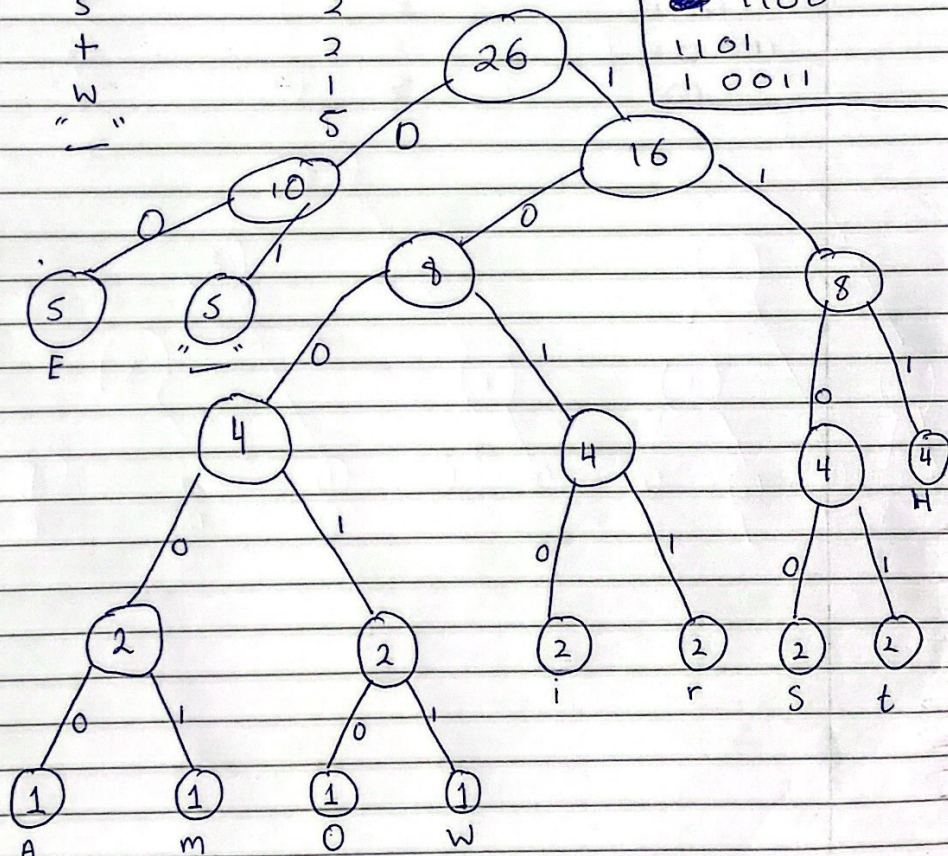 S 2
t 2
W 1
"_" 5
1100
1101
10011
26
0 1
10 16
0 1 0 1
5 5 8 8
E "_"
0 1 0 1
4 4 4 4
H
0 1 0 1 0 1
2 2 2 2 2 2
i r S t
0 1 0 1
1 1 1 1
A m O W